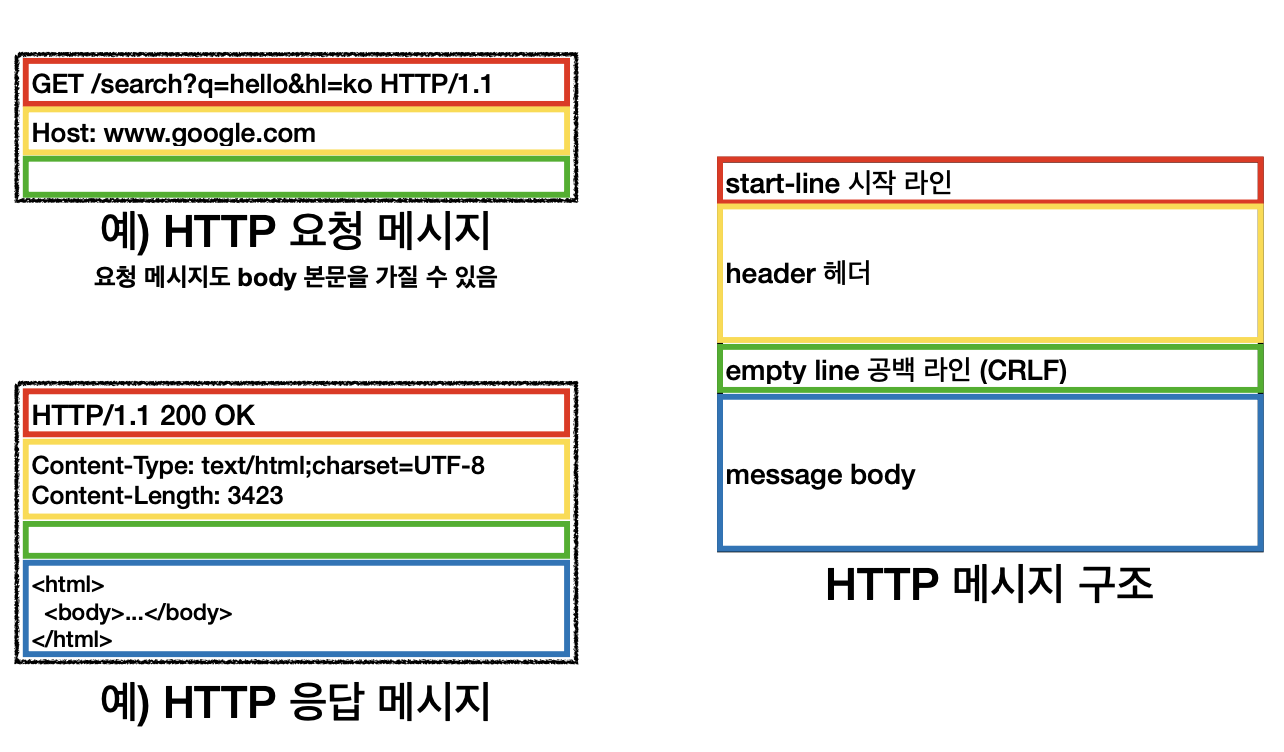 GET /search?q=hello&hl=ko HTTP/1.1
Host: www.google.com
예) HTTP 요청 메시지
요청 메시지도 body 본문을 가질 수 있음
HTTP/1.1 200 OK
Content-Type: text/html;charset=UTF-8
Content-Length: 3423
<html>
<body>...</body>
</html>
예) HTTP 응답 메시지
start-line 시작 라인
header 헤더
empty line 공백 라인 (CRLF)
message body
HTTP 메시지 구조